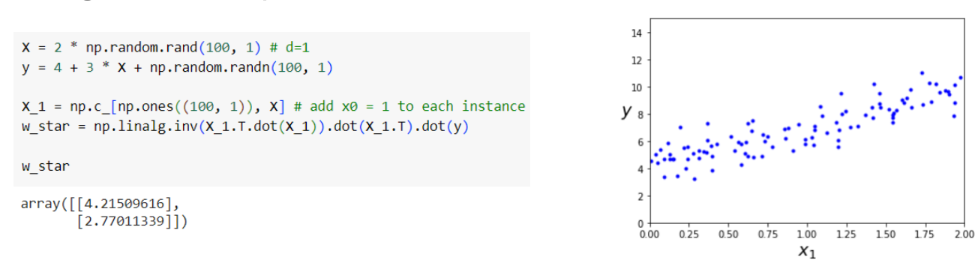 X = 2 * np.random.rand(100, 1) # d=1
y = 4 + 3 * X + np.random.randn(100, 1)
X_1 = np.c_[np.ones((100, 1)), X] # add x0 = 1 to each instance
w_star = np.linalg.inv(X_1.T.dot(X_1)).dot(X_1.T).dot(y)
w_star
array([[4.21509616],
[2.77011339]])
14
12
10
8
6
4
2
0
y
0.00 0.25 0.50 0.75 1.00 1.25 1.50 1.75 2.00
x1